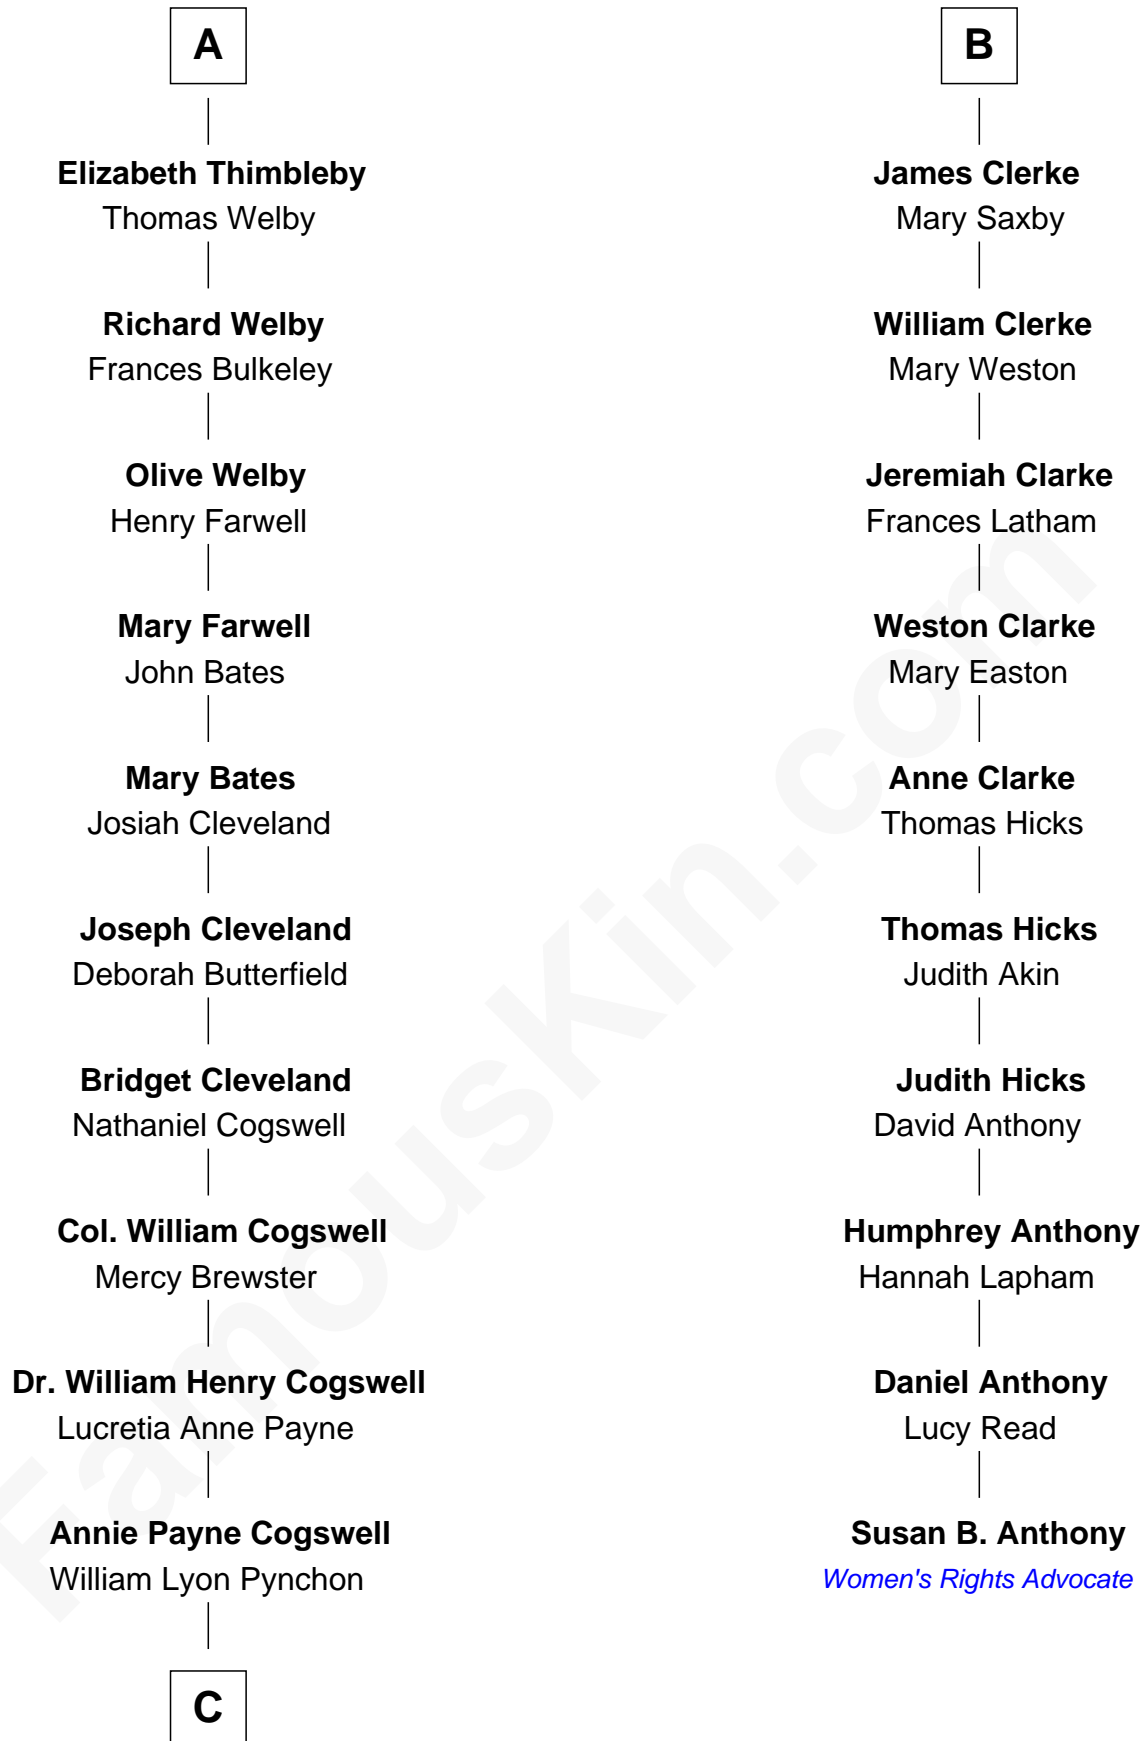 A
Elizabeth Thimbleby
Thomas Welby
Richard Welby
Frances Bulkeley
Olive Welby
Henry Farwell
Mary Farwell
John Bates
Mary Bates
Josiah Cleveland
Joseph Cleveland
Deborah Butterfield
Bridget Cleveland
Nathaniel Cogswell
Col. William Cogswell
Mercy Brewster
Dr. William Henry Cogswell
Lucretia Anne Payne
Annie Payne Cogswell
William Lyon Pynchon
C
B
James Clerke
Mary Saxby
William Clerke
Mary Weston
Jeremiah Clarke
Frances Latham
Weston Clarke
Mary Easton
Anne Clarke
Thomas Hicks
Thomas Hicks
Judith Akin
Judith Hicks
David Anthony
Humphrey Anthony
Hannah Lapham
Daniel Anthony
Lucy Read
Susan B. Anthony
Women's Rights Advocate
FamousKin.com